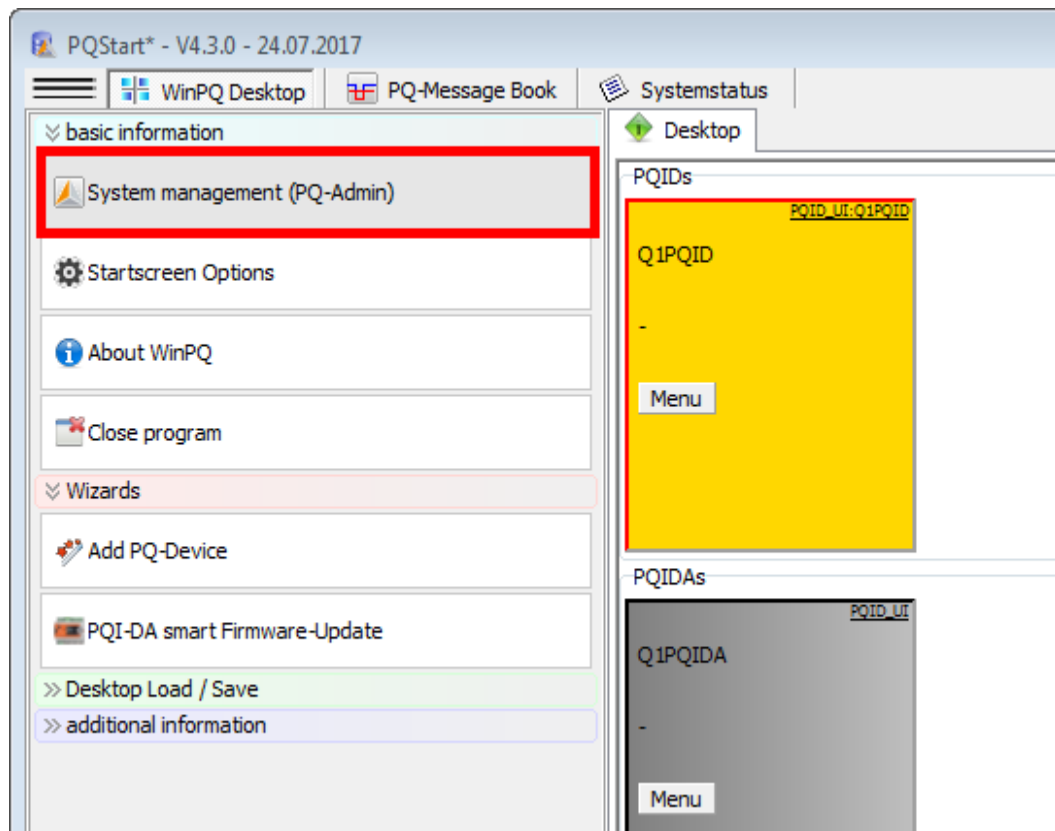 PQStart* - V4.3.0 - 24.07.2017
WinPQ Desktop
PQ-Message Book
Systemstatus
basic information
System management (PQ-Admin)
Startscreen Options
About WinPQ
Close program
Wizards
Add PQ-Device
PQI-DA smart Firmware-Update
Desktop Load / Save
additional information
Desktop
PQIDs
PQID_UI:Q1PQID
Q1PQID
-
Menu
PQIDAs
PQID_UI
Q1PQIDA
-
Menu